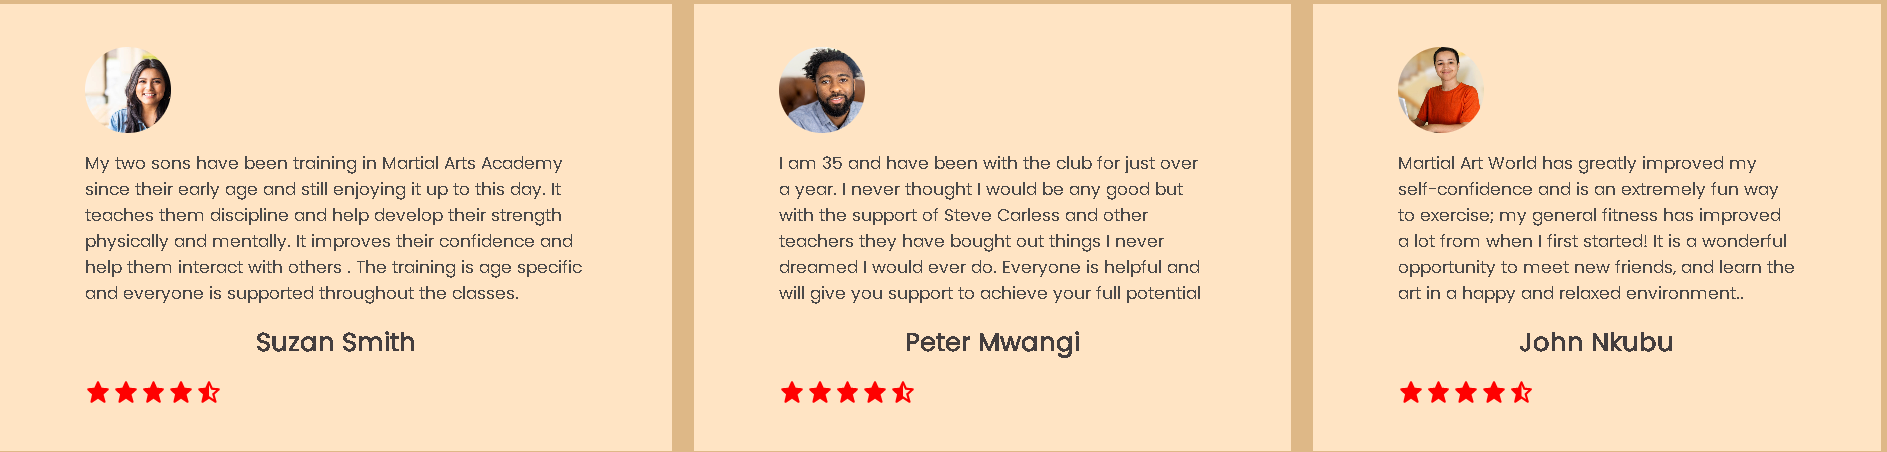 My two sons have been training in Martial Arts Academy
since their early age and still enjoying it up to this day. It
teaches them discipline and help develop their strength
physically and mentally. It improves their confidence and
help them interact with others . The training is age specific
and everyone is supported throughout the classes.
Suzan Smith
I am 35 and have been with the club for just over
a year. I never thought I would be any good but
with the support of Steve Carless and other
teachers they have bought out things I never
dreamed I would ever do. Everyone is helpful and
will give you support to achieve your full potential
Peter Mwangi
Martial Art World has greatly improved my
self-confidence and is an extremely fun way
to exercise; my general fitness has improved
a lot from when I first started! It is a wonderful
opportunity to meet new friends, and learn the
art in a happy and relaxed environment..
John Nkubu